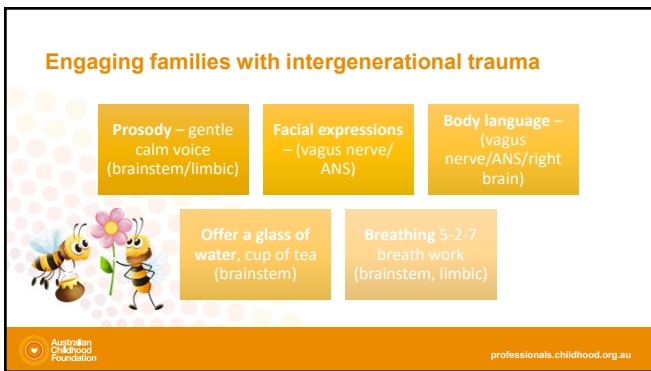 Engaging families with intergenerational trauma
Prosody – gentle
calm voice
(brainstem/limbic)
Facial expressions
– (vagus nerve/
ANS)
Body language –
(vagus
nerve/ANS/right
brain)
Offer a glass of
water, cup of tea
(brainstem)
Breathing 5-2-7
breath work
(brainstem, limbic)
Australian
Childhood
Foundation
professionals.childhood.org.au